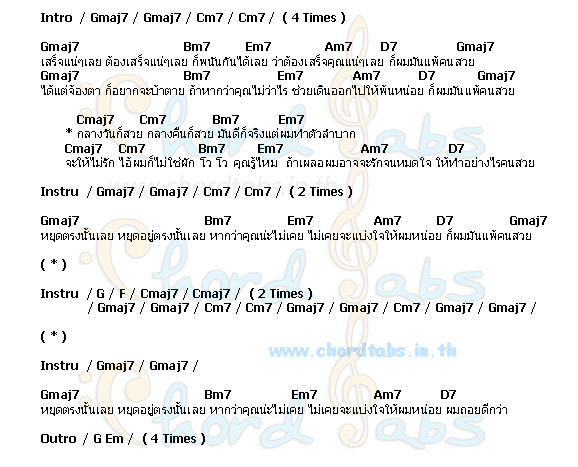 Intro / Gmaj7 / Gmaj7 / Cm7 / Cm7 / ( 4 Times )
Gmaj7 Bm7 Em7 Am7 D7 Gmaj7
เสร็จแน่ๆเลย ต้องเสร็จแน่ๆเลย ก็พนันกันได้เลย ว่าต้องเสร็จคุณแน่ๆเลย ก็ผมมันแพ้คนสวย
Gmaj7 Bm7 Em7 Am7 D7 Gmaj7
ได้แต่จ้องตา ก็อยากจะบ้าตาย ถ้าหากว่าคุณไม่ว่าไร ช่วยเดินออกไปให้พ้นหน่อย ก็ผมมันแพ้คนสวย
Cmaj7 Cm7 Bm7 Em7
* กลางวันก็สวย กลางคืนก็สวย มันดีก็จริงแต่ผมทำตัวลำบาก
Cmaj7 Cm7 Bm7 Em7 Am7 D7
จะให้ไม่รัก ไอ้ผมก็ไม่ใช่ผัก โว โว คุณรู้ไหม ถ้าเผลอผมอาจจะรักจนหมดใจ ให้ทำอย่างไรคนสวย
Instru / Gmaj7 / Gmaj7 / Cm7 / Cm7 / ( 2 Times )
Gmaj7 Bm7 Em7 Am7 D7 Gmaj7
หยุดตรงนั้นเลย หยุดอยู่ตรงนั้นเลย หากว่าคุณน่ะไม่เคย ไม่เคยจะแบ่งใจให้ผมหน่อย ก็ผมมันแพ้คนสวย
( * )
Instru / G / F / Cmaj7 / Cmaj7 / ( 2 Times )
/ Gmaj7 / Gmaj7 / Cm7 / Cm7 / Gmaj7 / Gmaj7 / Cm7 / Gmaj7 / Gmaj7 /
( * )
www.chordtabs.in.th
Instru / Gmaj7 / Gmaj7 /
Gmaj7 Bm7 Em7 Am7 D7
หยุดตรงนั้นเลย หยุดอยู่ตรงนั้นเลย หากว่าคุณน่ะไม่เคย ไม่เคยจะแบ่งใจให้ผมหน่อย ผมถอยดีกว่า
Outro / G Em / ( 4 Times )